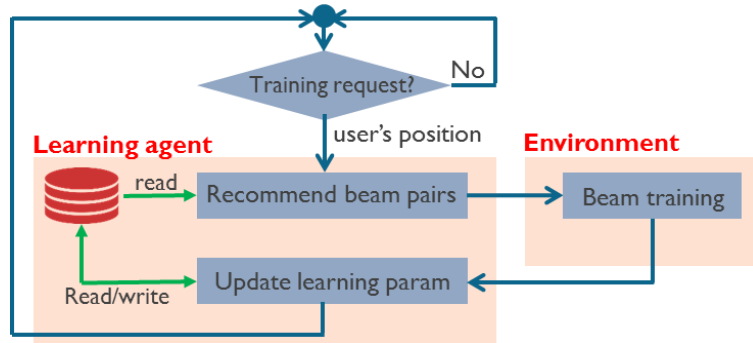 Training request?
No
user's position
Learning agent
Environment
read
Recommend beam pairs
Beam training
Update learning param
Read/write